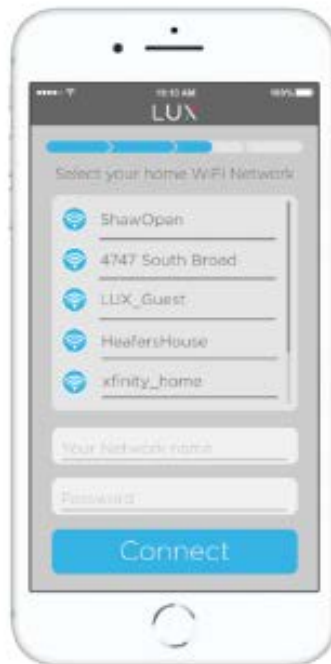 10:10 AM
100%
LUX
Select your home WiFi Network
ShawOpen
4747 South Broad
LUX_Guest
HeafersHouse
xfinity_home
Your Network name
Password
Connect